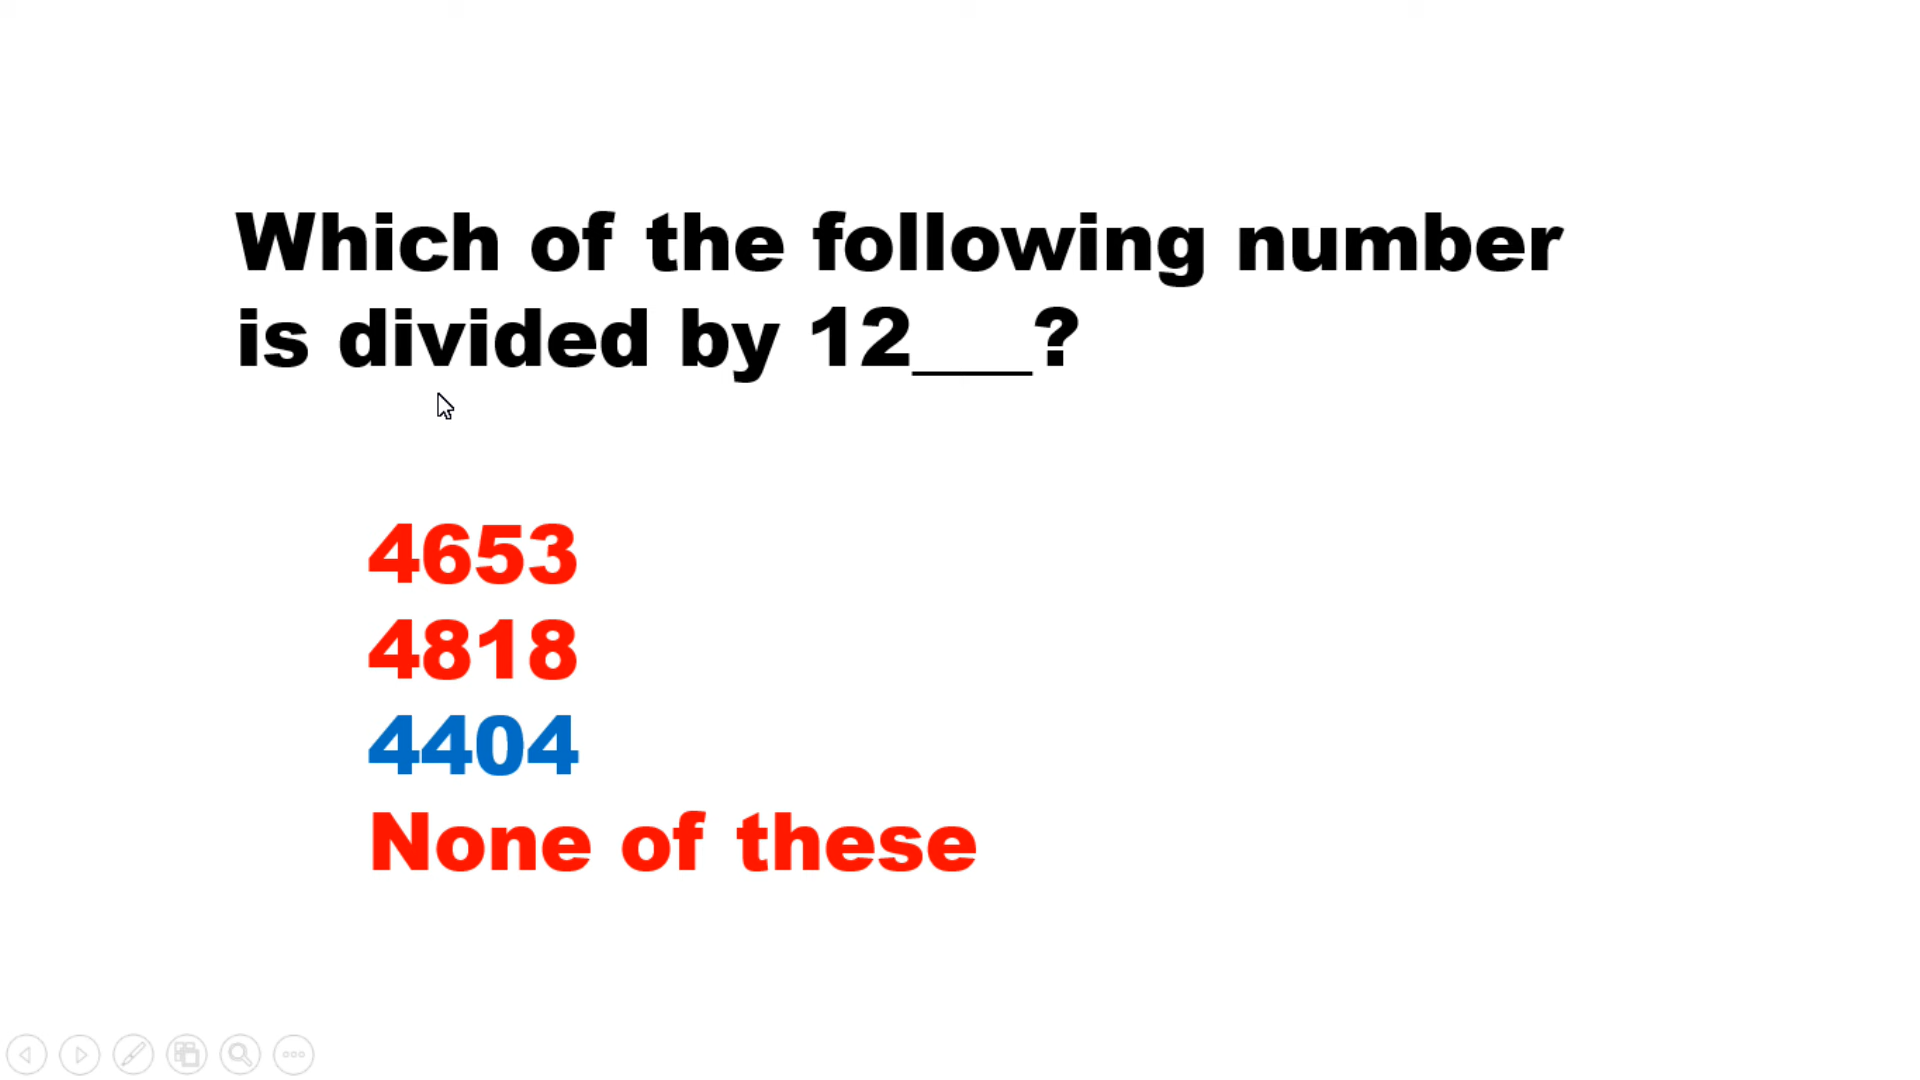 Which of the following number
is divided by 12___?
4653
4818
4404
None of these